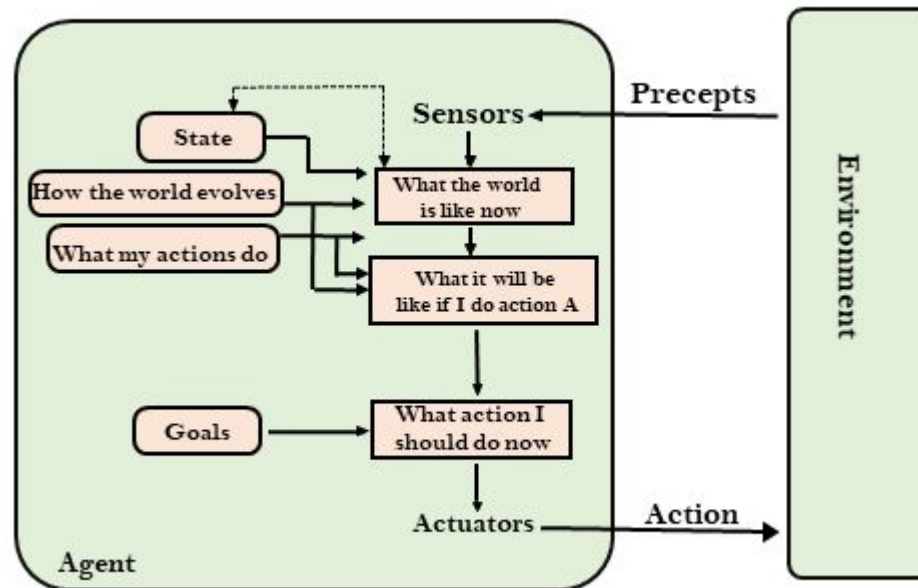 Precepts
Sensors
State
What the world
is like now
How the world evolves
What my actions do
What it will be
like if I do action A
Goals
What action I
should do now
Actuators
Action
Agent
Environment